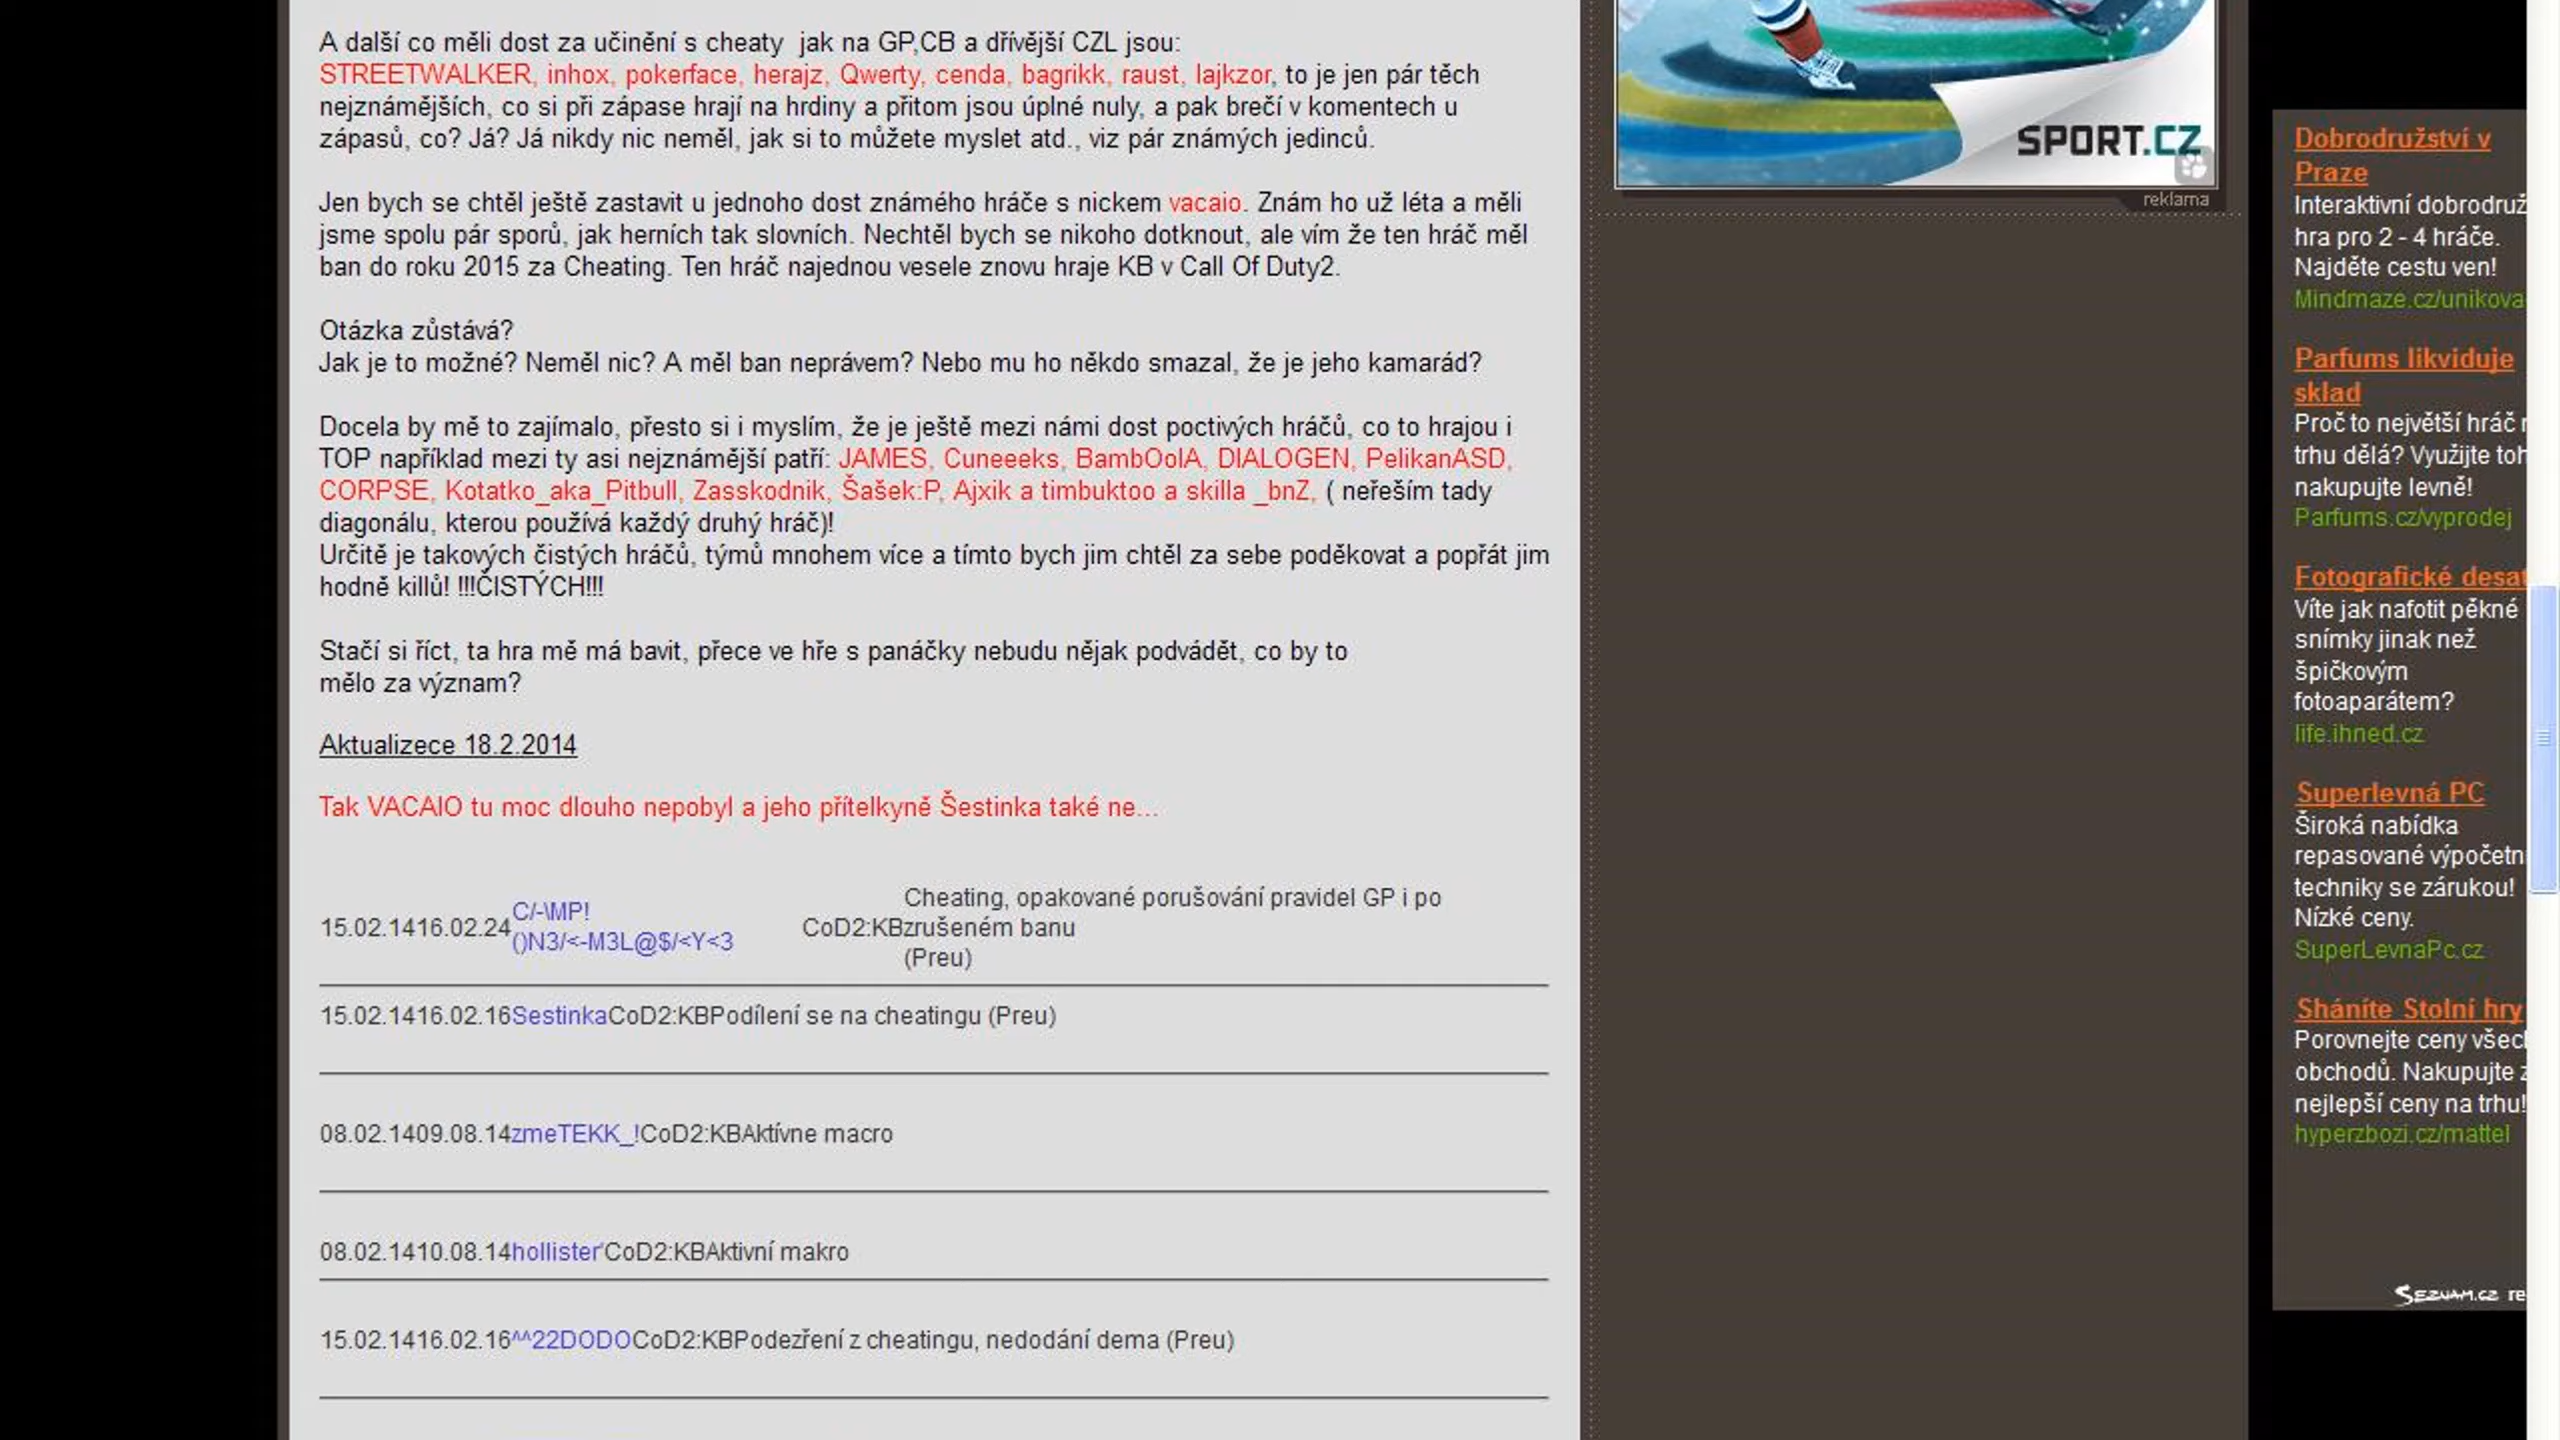 A další co měli dost za učinění s cheaty  jak na GP,CB a dřívější CZL jsou:
STREETWALKER, inhox, pokerface, herajz, Qwerty, cenda, bagrikk, raust, lajkzor, to je jen pár těch
nejznámějších, co si při zápase hrají na hrdiny a přitom jsou úplné nuly, a pak brečí v komentech u
zápasů, co? Já? Já nikdy nic neměl, jak si to můžete myslet atd., viz pár známých jedinců.
Jen bych se chtěl ještě zastavit u jednoho dost známého hráče s nickem vacaio. Znám ho už léta a měli
jsme spolu pár sporů, jak herních tak slovních. Nechtěl bych se nikoho dotknout, ale vím že ten hráč měl
ban do roku 2015 za Cheating. Ten hráč najednou vesele znovu hraje KB v Call Of Duty2.
Otázka zůstává?
Jak je to možné? Neměl nic? A měl ban neprávem? Nebo mu ho někdo smazal, že je jeho kamarád?
Docela by mě to zajímalo, přesto si i myslím, že je ještě mezi námi dost poctivých hráčů, co to hrajou i
TOP například mezi ty asi nejznámější patří: JAMES, Cuneeeks, BambOolA, DIALOGEN, PelikanASD,
CORPSE, Kotatko_aka_Pitbull, Zasskodnik, Šašek:P, Ajxik a timbuktoo a skilla _bnZ, ( neřeším tady
diagonálu, kterou používá každý druhý hráč)!
Určitě je takových čistých hráčů, týmů mnohem více a tímto bych jim chtěl za sebe poděkovat a popřát jim
hodně killů! !!!ČISTÝCH!!!
Stačí si říct, ta hra mě má bavit, přece ve hře s panáčky nebudu nějak podvádět, co by to
mělo za význam?
Aktualizece 18.2.2014
Tak VACAIO tu moc dlouho nepobyl a jeho přítelkyně Šestinka také ne...
15.02.1416.02.24C/-\MP!
()N3/<-M3L@$/<Y<3
CoD2:KBCheating, opakované porušování pravidel GP i po
zrušeném banu
(Preu)
15.02.1416.02.16SestinkaCoD2:KBPodílení se na cheatingu (Preu)
08.02.1409.08.14zmeTEKK_!CoD2:KBAktívne macro
08.02.1410.08.14hollister'CoD2:KBAktivní makro
15.02.1416.02.16^^22DODOCoD2:KBPodezření z cheatingu, nedodání dema (Preu)
SPORT.CZ
reklama
Dobrodružství v
Praze
Interaktivní dobrodruž
hra pro 2 - 4 hráče.
Najděte cestu ven!
Mindmaze.cz/unikova
Parfums likviduje
sklad
Proč to největší hráč
trhu dělá? Využijte toh
nakupujte levně!
Parfums.cz/vyprodej
Fotografické desat
Víte jak nafotit pěkné
snímky jinak než
špičkovým
fotoaparátem?
life.ihned.cz
Superlevná PC
Široká nabídka
repasované výpočetn
techniky se zárukou!
Nízké ceny.
SuperLevnaPc.cz
Sháníte Stolní hry
Porovnejte ceny všec
obchodů. Nakupujte z
nejlepší ceny na trhu!
hyperzbozi.cz/mattel
SEZNAM.CZ re